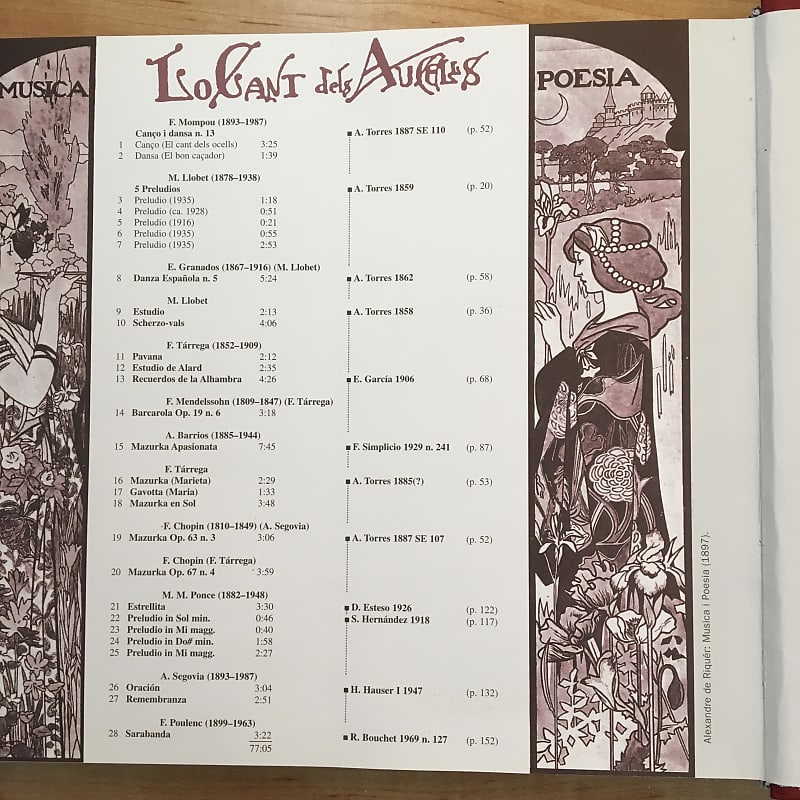 MUSICA
Lo Cant dels Aucells
POESIA
F. Mompou (1893–1987)
Canço i dansa n. 13
1 Canço (El cant dels ocells) 3:25 A. Torres 1887 SE 110 (p. 52)
2 Dansa (El bon caçador) 1:39
M. Llobet (1878–1938)
5 Preludios A. Torres 1859 (p. 20)
3 Preludio (1935) 1:18
4 Preludio (ca. 1928) 0:51
5 Preludio (1916) 0:21
6 Preludio (1935) 0:55
7 Preludio (1935) 2:53
E. Granados (1867–1916) (M. Llobet)
8 Danza Española n. 5 5:24 A. Torres 1862 (p. 58)
M. Llobet
9 Estudio 2:13 A. Torres 1858 (p. 36)
10 Scherzo-vals 4:06
F. Tárrega (1852–1909)
11 Pavana 2:12
12 Estudio de Alard 2:35
13 Recuerdos de la Alhambra 4:26 E. García 1906 (p. 68)
F. Mendelssohn (1809–1847) (F. Tárrega)
14 Barcarola Op. 19 n. 6 3:18
A. Barrios (1885–1944)
15 Mazurka Apasionata 7:45 F. Simplicio 1929 n. 241 (p. 87)
F. Tárrega
16 Mazurka (Marieta) 2:29 A. Torres 1885(?) (p. 53)
17 Gavotta (María) 1:33
18 Mazurka en Sol 3:48
F. Chopin (1810–1849) (A. Segovia)
19 Mazurka Op. 63 n. 3 3:06 A. Torres 1887 SE 107 (p. 52)
F. Chopin (F. Tárrega)
20 Mazurka Op. 67 n. 4 3:59
M. M. Ponce (1882–1948)
21 Estrellita 3:30 D. Esteso 1926 (p. 122)
22 Preludio in Sol min. 0:46 S. Hernández 1918 (p. 117)
23 Preludio in Mi magg. 0:40
24 Preludio in Do# min. 1:58
25 Preludio in Mi magg. 2:27
A. Segovia (1893–1987)
26 Oración 3:04 H. Hauser I 1947 (p. 132)
27 Remembranza 2:51
F. Poulenc (1899–1963)
28 Sarabanda 3:22 R. Bouchet 1969 n. 127 (p. 152)
77:05
Alexandre de Riquér: Musica i Poesia (1897).